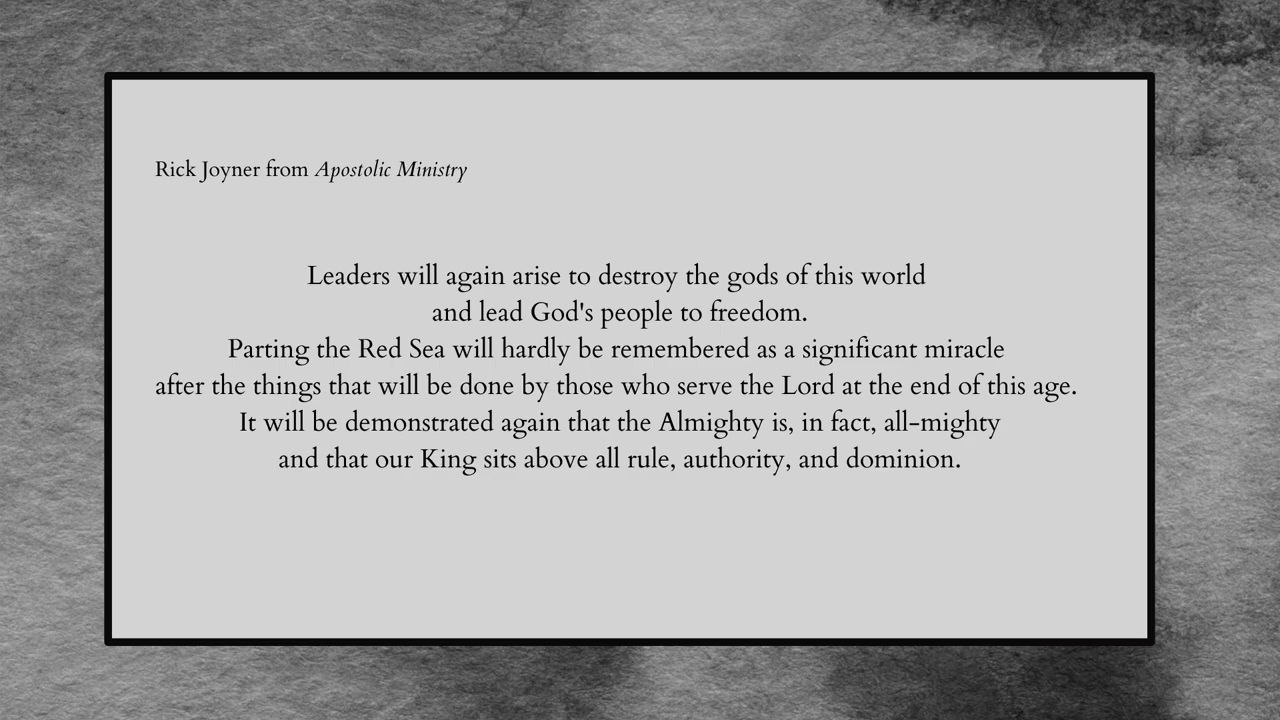 Rick Joyner from Apostolic Ministry
Leaders will again arise to destroy the gods of this world
and lead God's people to freedom.
Parting the Red Sea will hardly be remembered as a significant miracle
after the things that will be done by those who serve the Lord at the end of this age.
It will be demonstrated again that the Almighty is, in fact, all-mighty
and that our King sits above all rule, authority, and dominion.